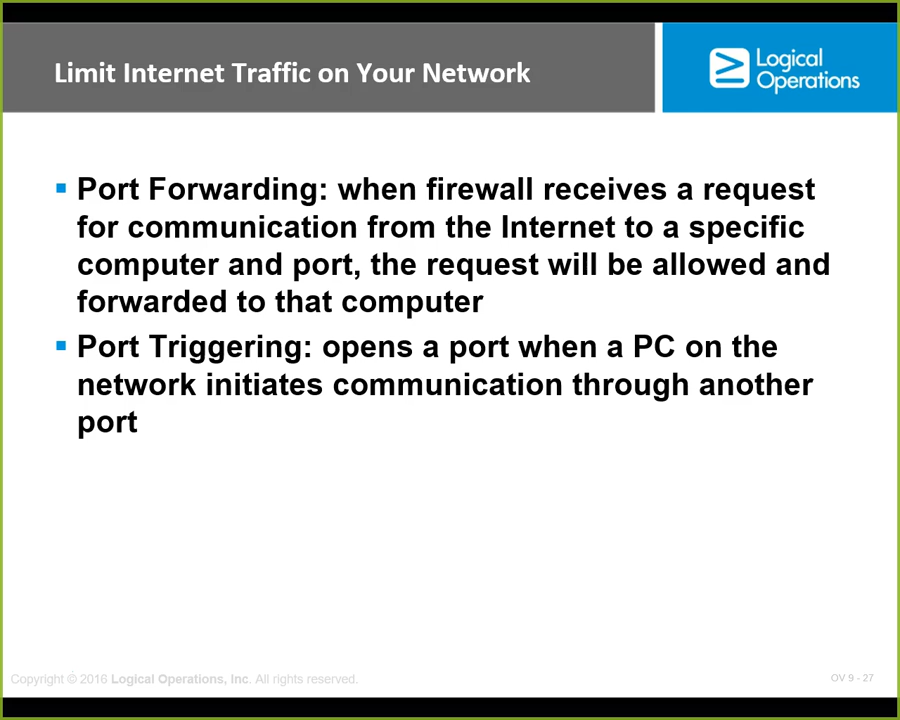 Limit Internet Traffic on Your Network
Logical
Operations
Port Forwarding: when firewall receives a request
for communication from the Internet to a specific
computer and port, the request will be allowed and
forwarded to that computer
Port Triggering: opens a port when a PC on the
network initiates communication through another
port
Copyright © 2016 Logical Operations, Inc. All rights reserved.
OV 9 - 27